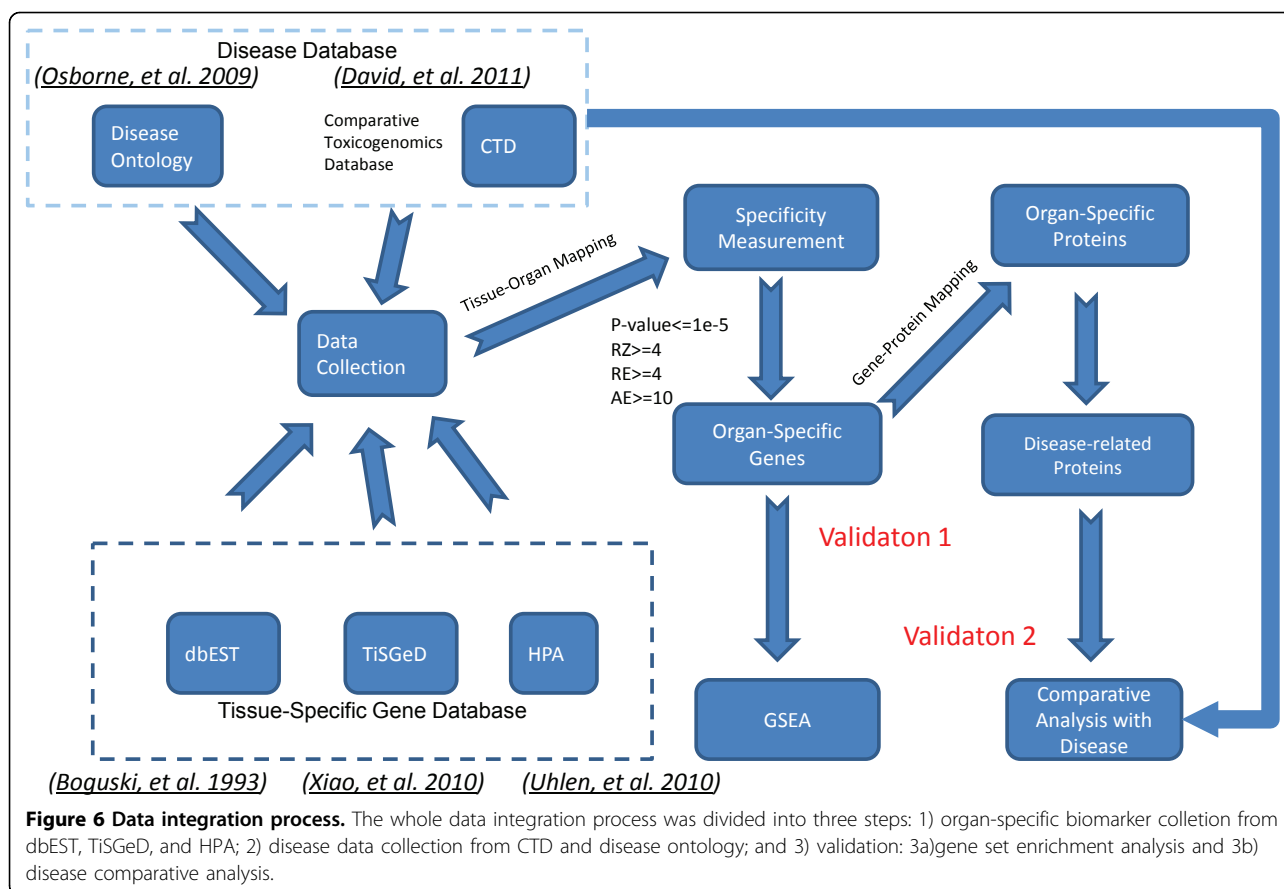 Disease Database
(Osborne, et al. 2009)
(David, et al. 2011)
Disease
Ontology
Comparative
Toxicogenomics
Database
CTD
Data
Collection
Tissue-Organ Mapping
Specificity
Measurement
P-value<=1e-5
RZ>=4
RE>=4
AE>=10
Organ-Specific
Genes
Gene-Protein Mapping
Organ-Specific
Proteins
Disease-related
Proteins
Validaton 1
Validaton 2
GSEA
Comparative
Analysis with
Disease
dbEST
TiSGeD
HPA
Tissue-Specific Gene Database
(Boguski, et al. 1993)
(Xiao, et al. 2010)
(Uhlen, et al. 2010)
Figure 6 Data integration process. The whole data integration process was divided into three steps: 1) organ-specific biomarker colletion from
dbEST, TiSGeD, and HPA; 2) disease data collection from CTD and disease ontology; and 3) validation: 3a)gene set enrichment analysis and 3b)
disease comparative analysis.